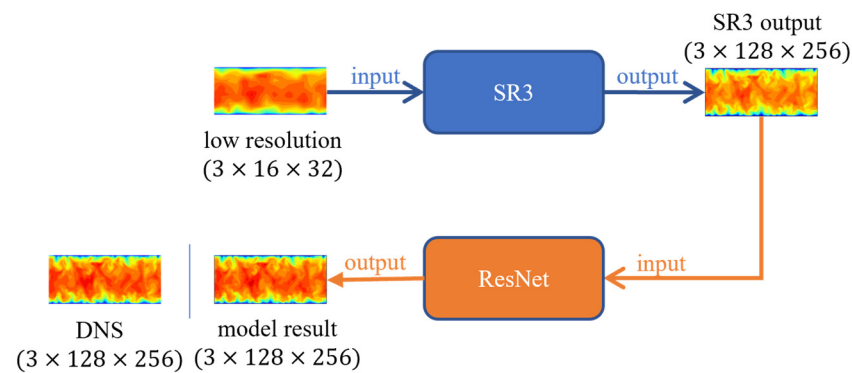 SR3 output
(3 × 128 × 256)
input
SR3
output
low resolution
(3 × 16 × 32)
output
ResNet
input
DNS
(3 × 128 × 256)
model result
(3 × 128 × 256)